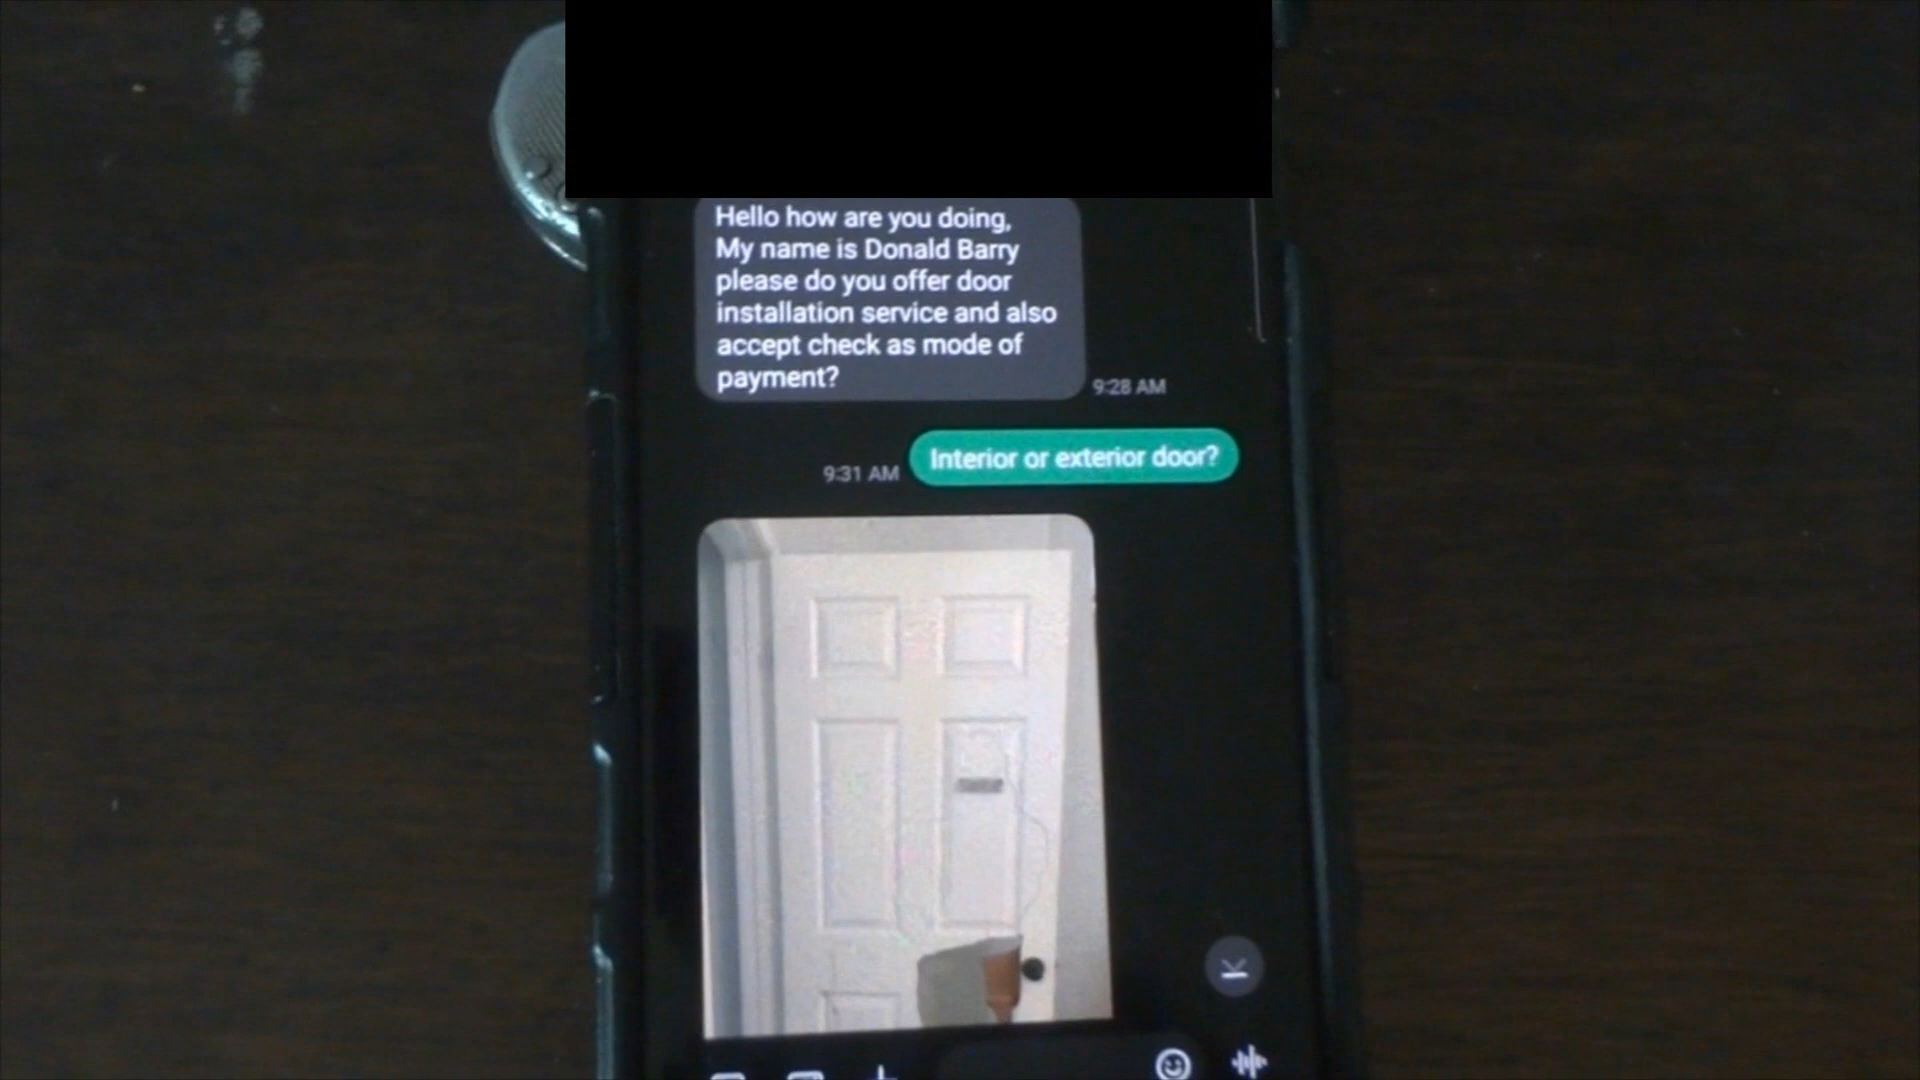 Hello how are you doing,
My name is Donald Barry
please do you offer door
installation service and also
accept check as mode of
payment?
9:28 AM
Interior or exterior door?
9:31 AM